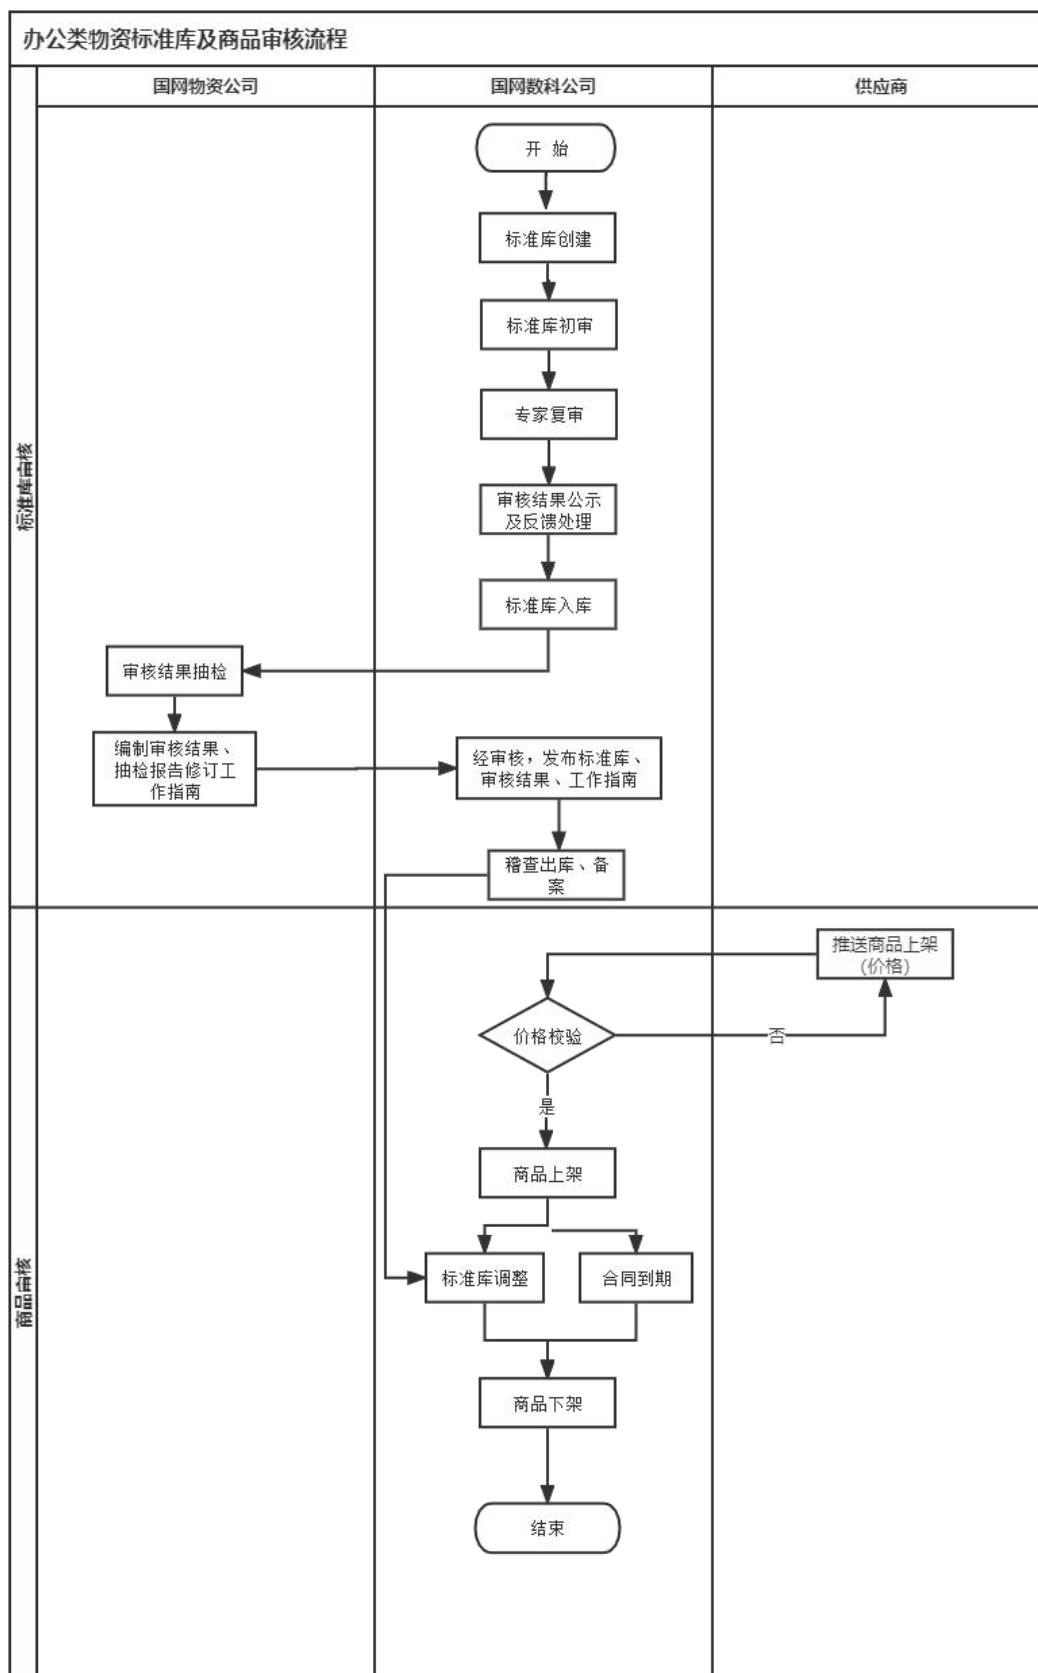 办公类物资标准库及商品审核流程
国网物资公司
国网数科公司
供应商
标准库审核
开 始
标准库创建
标准库初审
专家复审
审核结果公示
及反馈处理
标准库入库
审核结果抽检
编制审核结果、
抽检报告修订工
作指南
经审核，发布标准库、
审核结果、工作指南
稽查出库、备
案
商品审核
推送商品上架
（价格）
价格校验
否
是
商品上架
标准库调整
合同到期
商品下架
结束